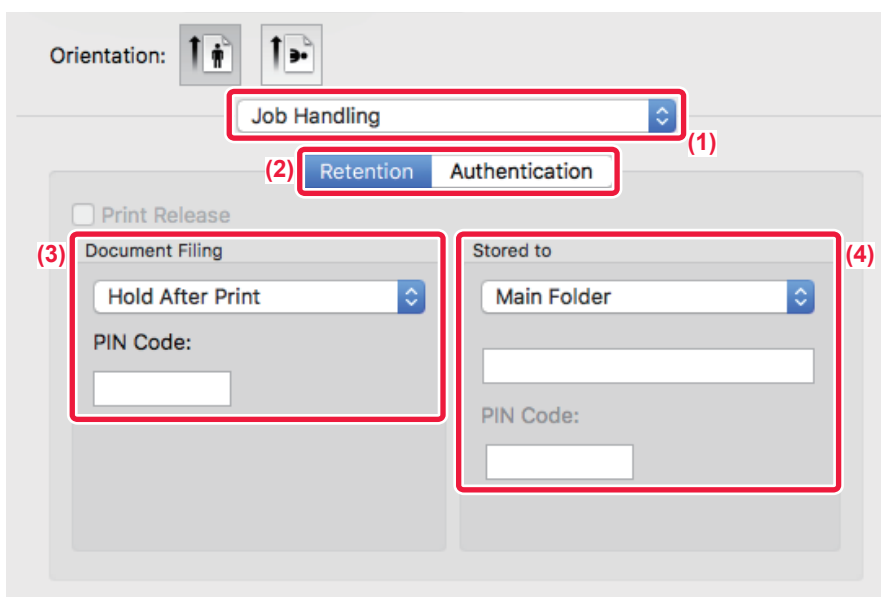 Orientation:
Job Handling
(1)
(2) Retention Authentication
Print Release
(3) Document Filing
Stored to (4)
Hold After Print
Main Folder
PIN Code:
PIN Code: